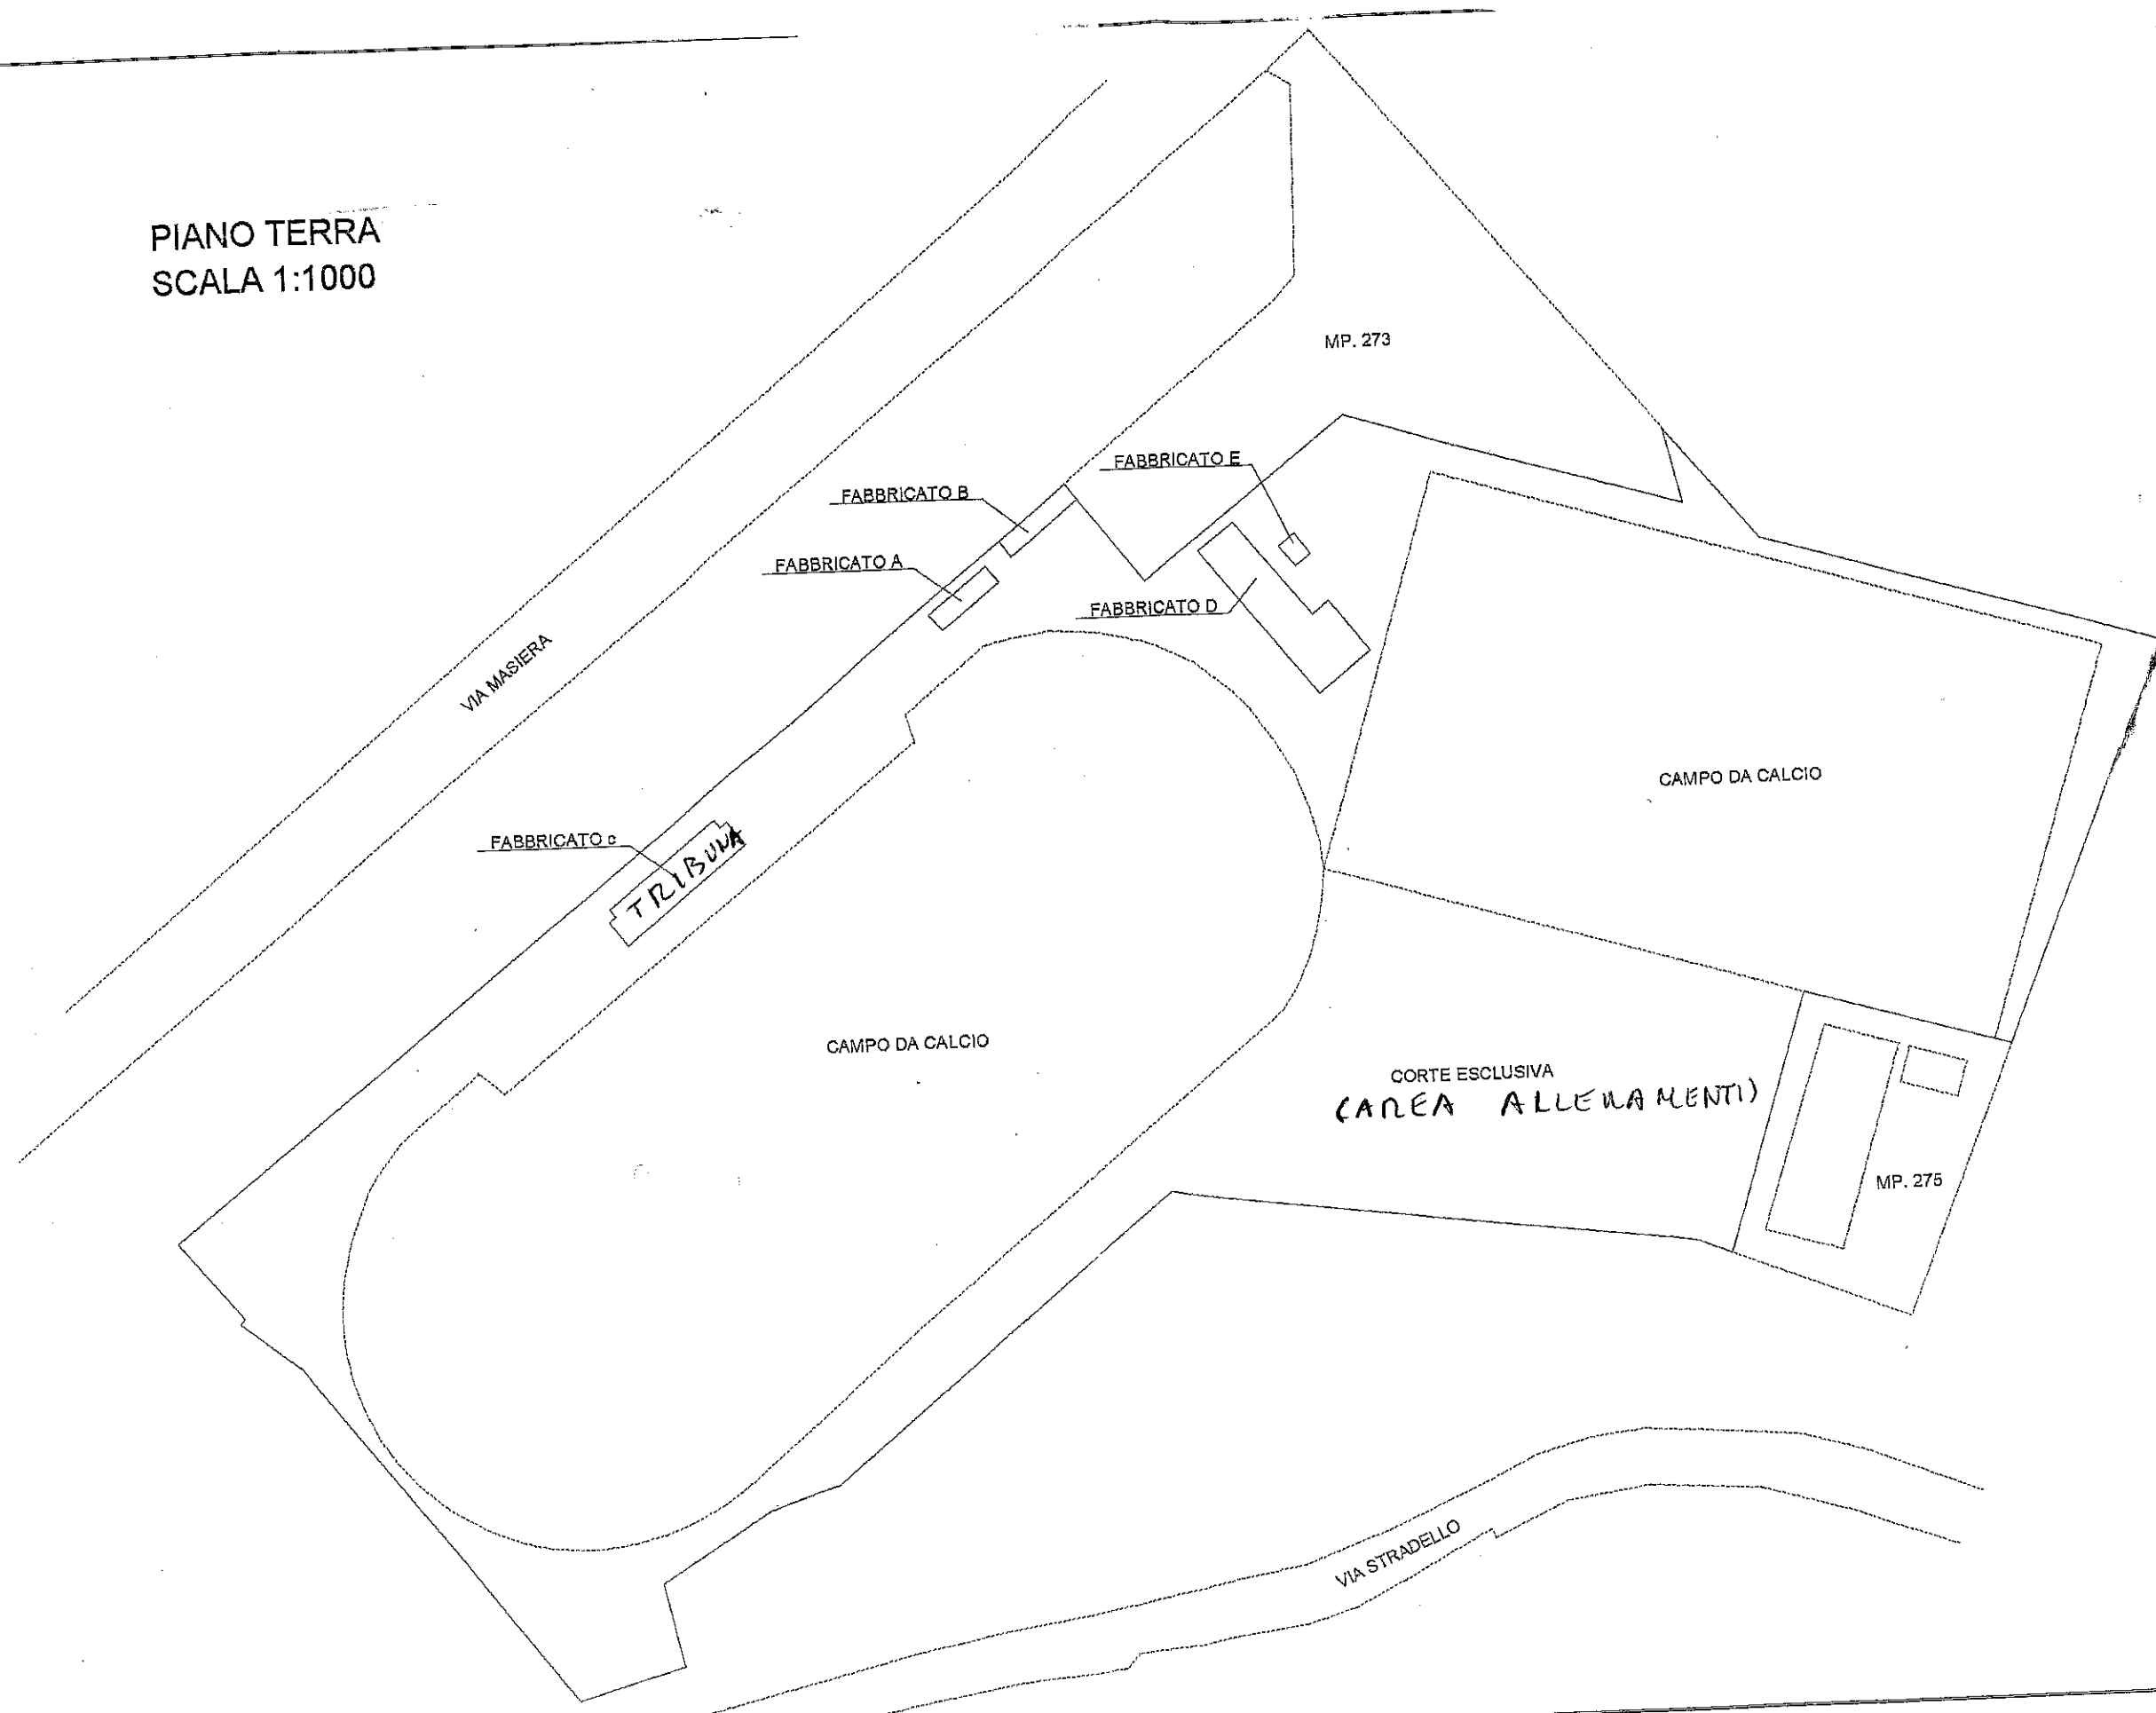 PIANO TERRA
SCALA 1:1000
MP. 273
FABBRICATO E
FABBRICATO B
FABBRICATO A
FABBRICATO D
VIA MASIERA
CAMPO DA CALCIO
FABBRICATO c
TRIBUNA
CAMPO DA CALCIO
CORTE ESCLUSIVA
(AREA ALLENAMENTI)
MP. 275
VIA STRADELLO